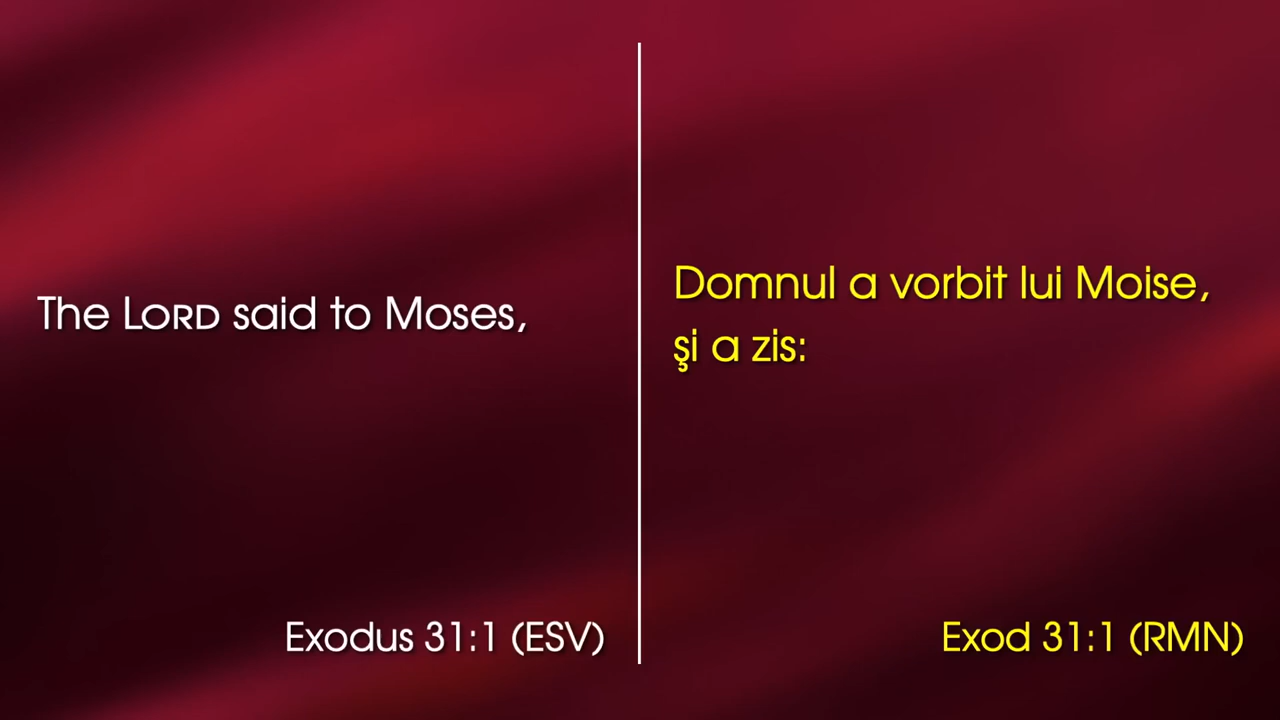 The LORD said to Moses,
Exodus 31:1 (ESV)
Domnul a vorbit lui Moise,
şi a zis:
Exod 31:1 (RMN)